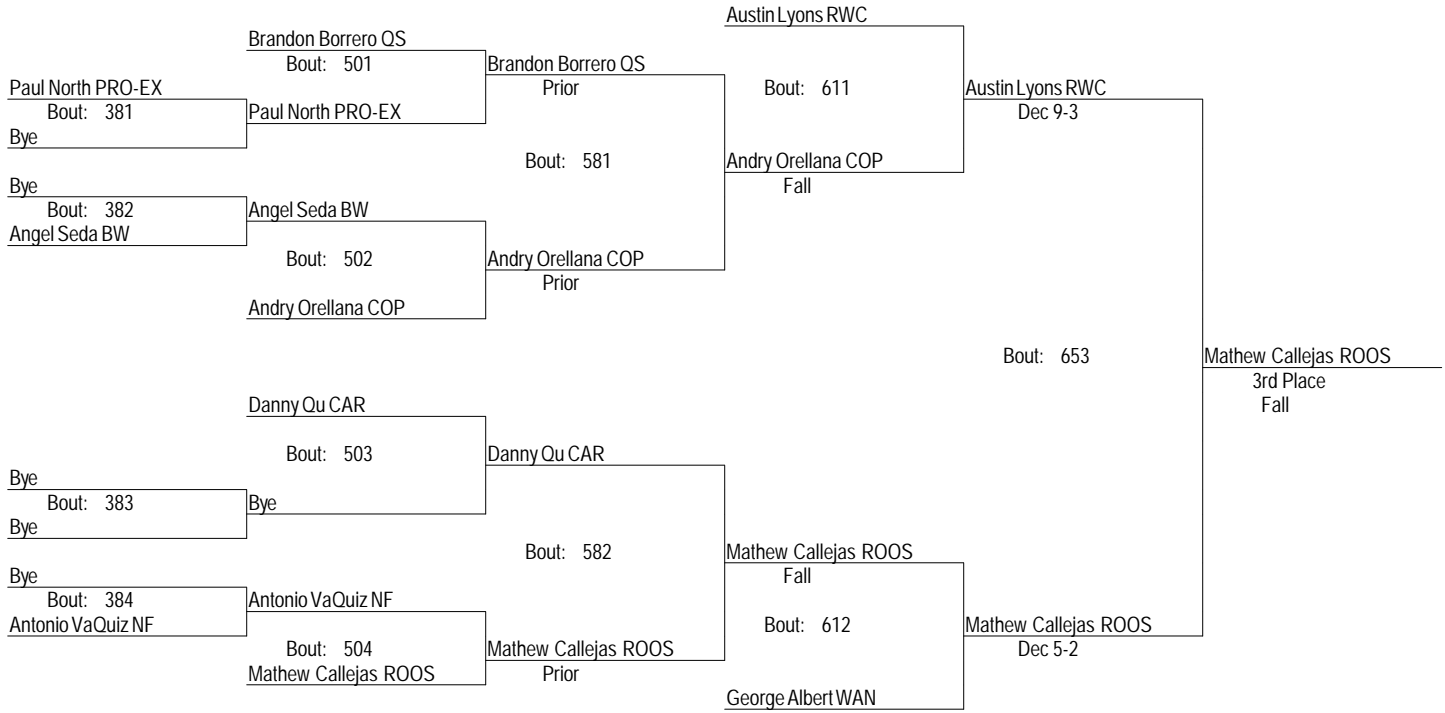 Austin Lyons RWC
Brandon Borrero QS
Bout: 501
Brandon Borrero QS
Prior
Paul North PRO-EX
Bout: 381
Paul North PRO-EX
Bye
Bout: 611
Austin Lyons RWC
Dec 9-3
Bout: 581
Andry Orellana COP
Fall
Bye
Bout: 382
Angel Seda BW
Angel Seda BW
Bout: 502
Andry Orellana COP
Prior
Andry Orellana COP
Bout: 653
Mathew Callejas ROOS
3rd Place
Fall
Danny Qu CAR
Bout: 503
Danny Qu CAR
Bye
Bout: 383
Bye
Bye
Bout: 582
Mathew Callejas ROOS
Fall
Bye
Bout: 384
Antonio VaQuiz NF
Antonio VaQuiz NF
Bout: 612
Mathew Callejas ROOS
Dec 5-2
Bout: 504
Mathew Callejas ROOS
Prior
Mathew Callejas ROOS
George Albert WAN